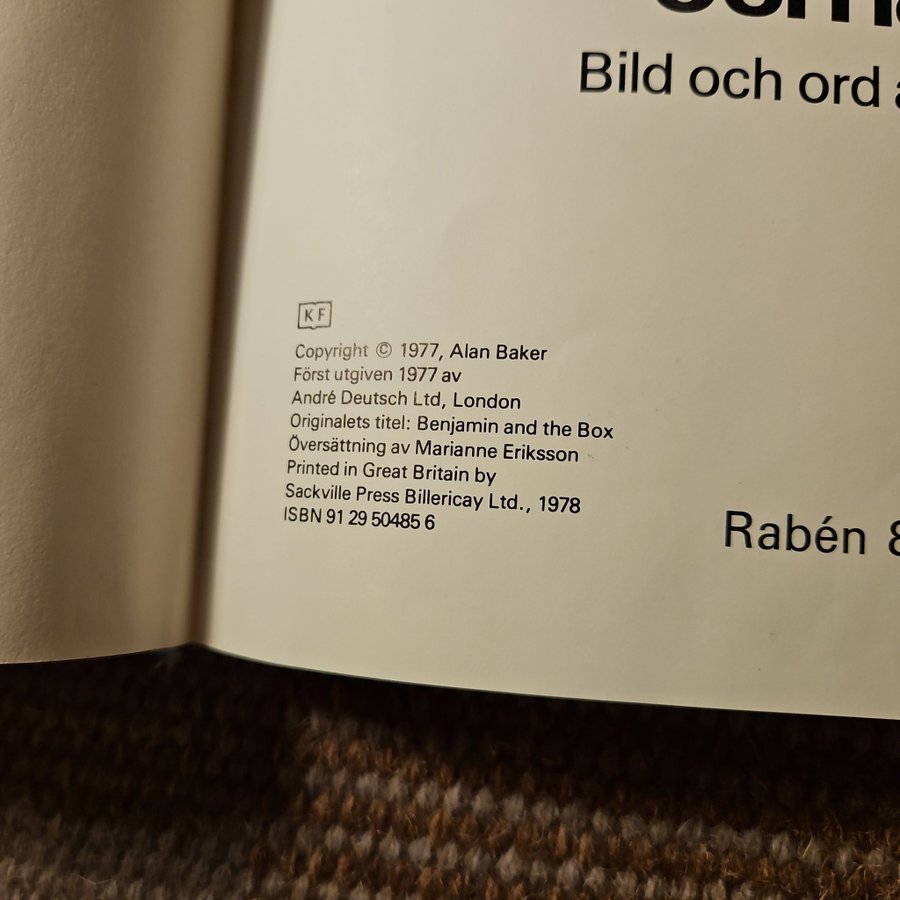 Bild och ord
KF
Copyright © 1977, Alan Baker
Först utgiven 1977 av
André Deutsch Ltd, London
Originalets titel: Benjamin and the Box
Översättning av Marianne Eriksson
Printed in Great Britain by
Sackville Press Billericay Ltd., 1978
ISBN 91 29 50485 6
Rabén &